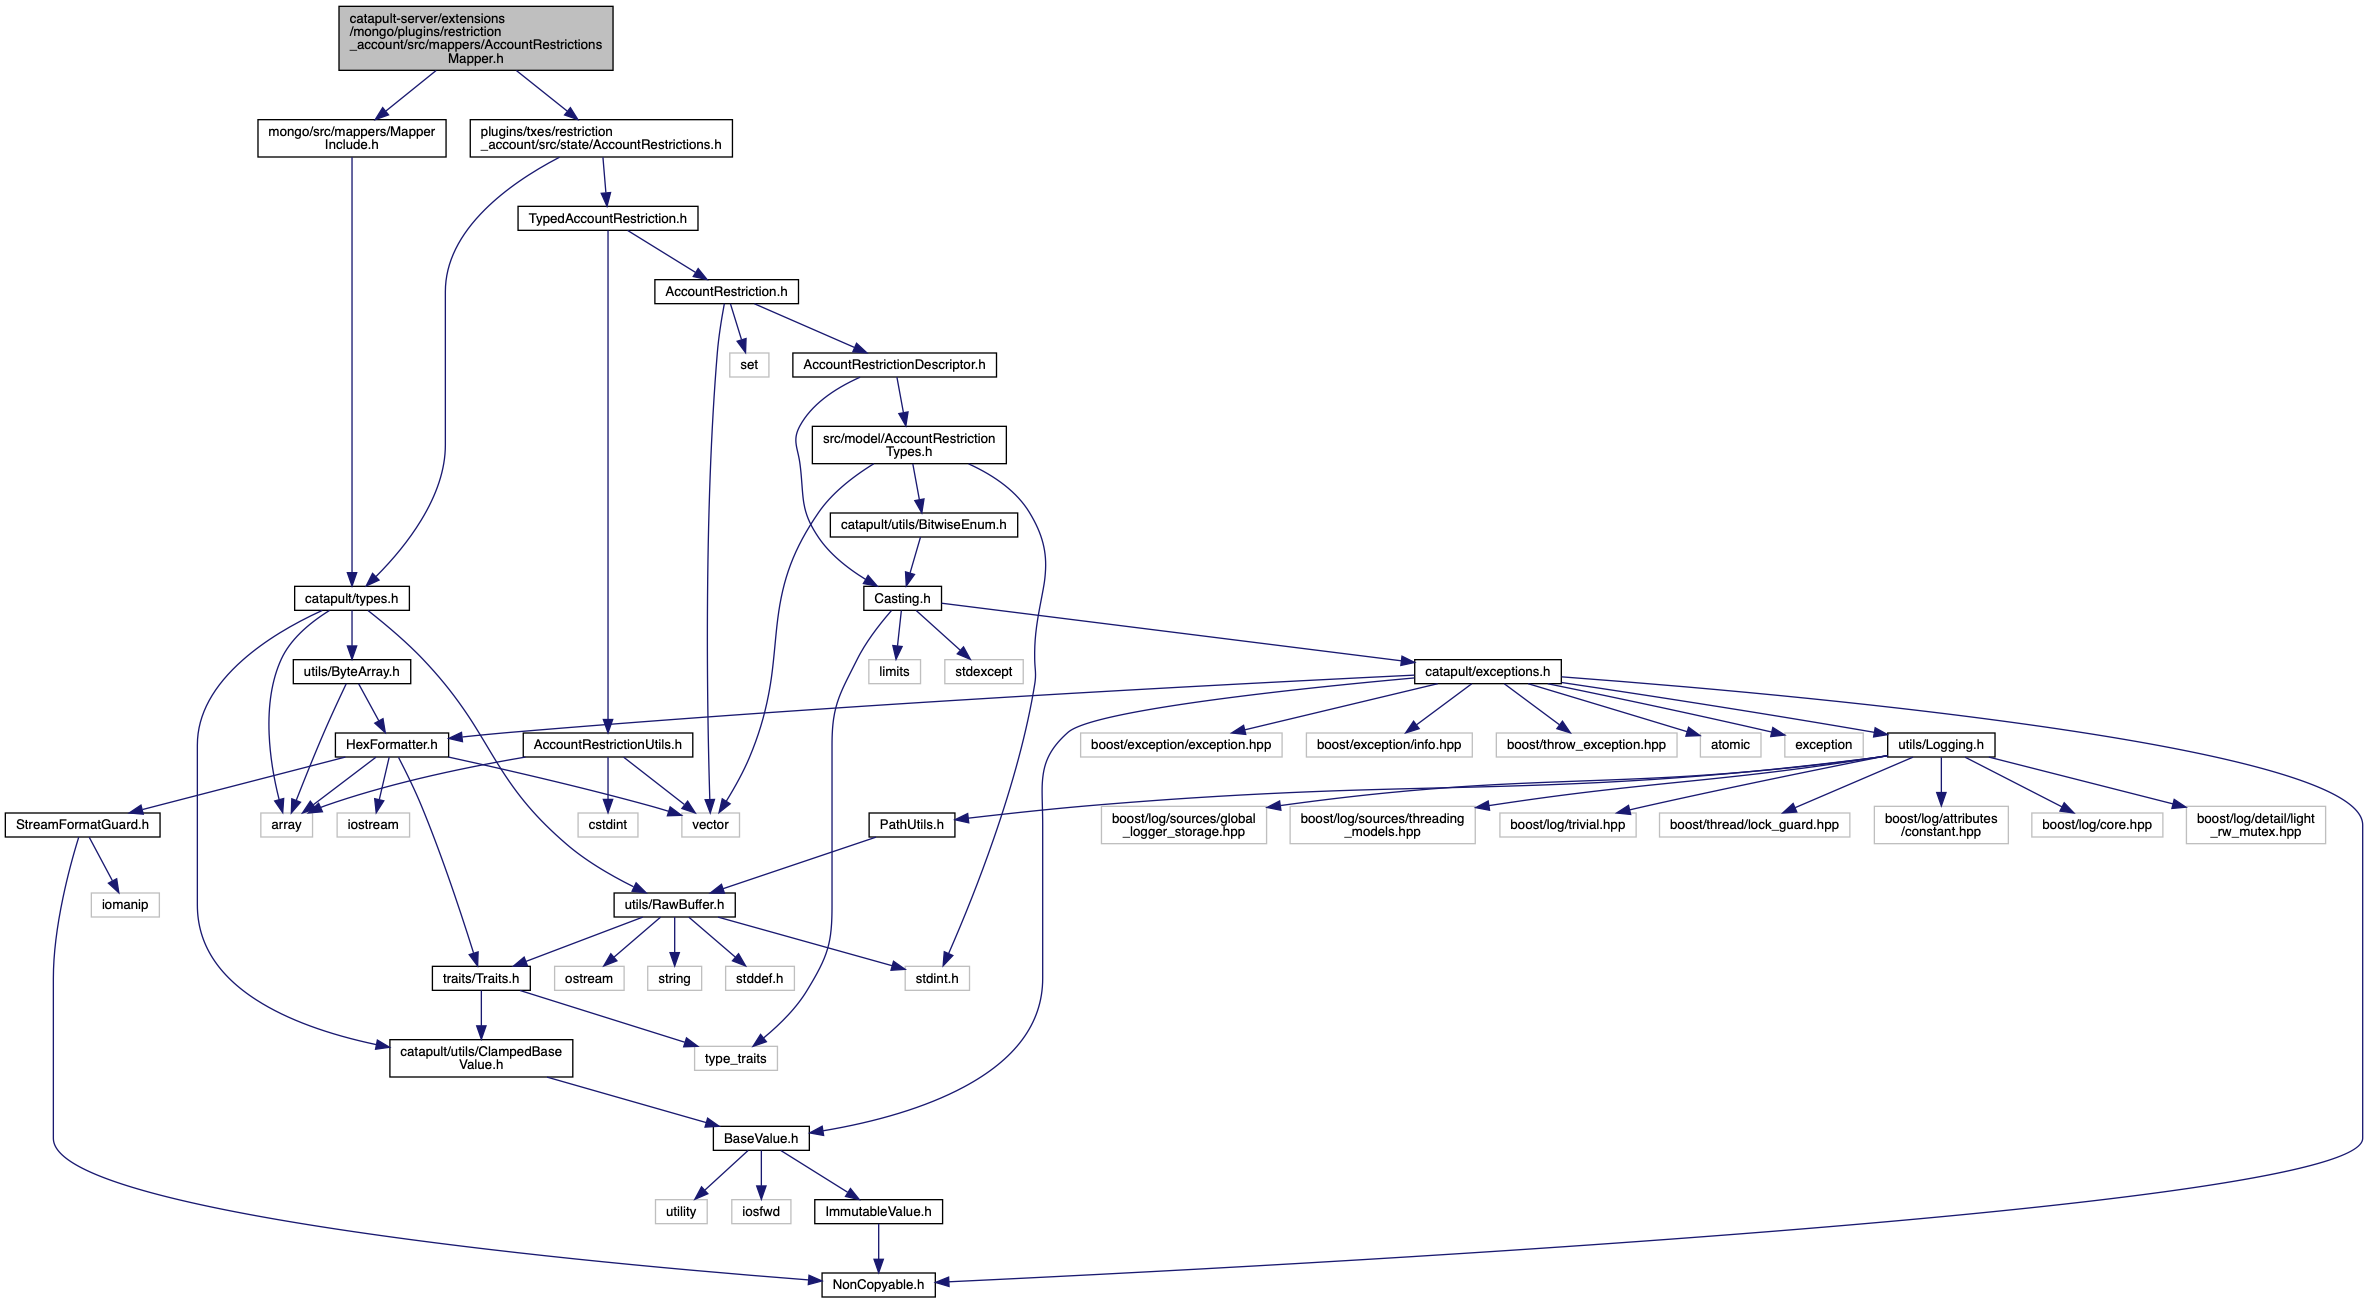 catapult-server/extensions
/mongo/plugins/restriction
_account/src/mappers/AccountRestrictions
Mapper.h
mongo/src/mappers/Mapper
Include.h
plugins/txes/restriction
_account/src/state/AccountRestrictions.h
TypedAccountRestriction.h
AccountRestriction.h
set
AccountRestrictionDescriptor.h
src/model/AccountRestriction
Types.h
catapult/utils/BitwiseEnum.h
catapult/types.h
Casting.h
utils/ByteArray.h
limits
stdexcept
catapult/exceptions.h
HexFormatter.h
AccountRestrictionUtils.h
boost/exception/exception.hpp
boost/exception/info.hpp
boost/throw_exception.hpp
atomic
exception
utils/Logging.h
StreamFormatGuard.h
array
iostream
cstdint
vector
PathUtils.h
boost/log/sources/global
_logger_storage.hpp
boost/log/sources/threading
_models.hpp
boost/log/trivial.hpp
boost/thread/lock_guard.hpp
boost/log/attributes
/constant.hpp
boost/log/core.hpp
boost/log/detail/light
_rw_mutex.hpp
iomanip
utils/RawBuffer.h
traits/Traits.h
ostream
string
stddef.h
stdint.h
catapult/utils/ClampedBase
Value.h
type_traits
BaseValue.h
utility
iosfwd
ImmutableValue.h
NonCopyable.h